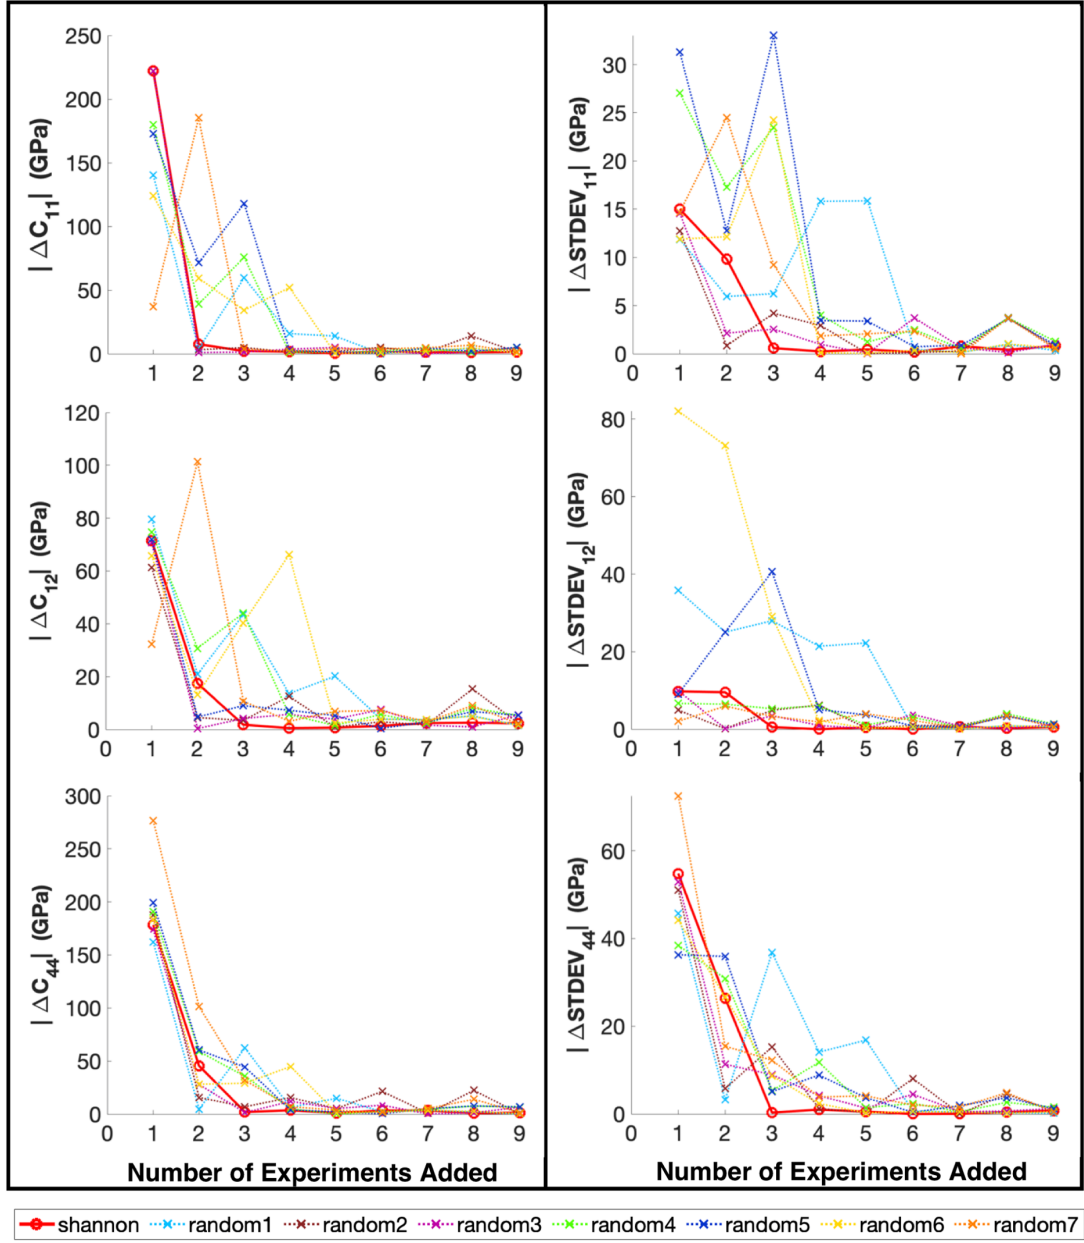 |ΔC11| (GPa)
250
200
150
100
50
0
1 2 3 4 5 6 7 8 9
|ΔSTDEV11| (GPa)
30
25
20
15
10
5
0
0 1 2 3 4 5 6 7 8 9
|ΔC12| (GPa)
120
100
80
60
40
20
0
0 1 2 3 4 5 6 7 8 9
|ΔSTDEV12| (GPa)
80
60
40
20
0
0 1 2 3 4 5 6 7 8 9
|ΔC44| (GPa)
300
250
200
150
100
50
0
0 1 2 3 4 5 6 7 8 9
|ΔSTDEV44| (GPa)
60
40
20
0
0 1 2 3 4 5 6 7 8 9
Number of Experiments Added
Number of Experiments Added
shannon random1 random2 random3 random4 random5 random6 random7